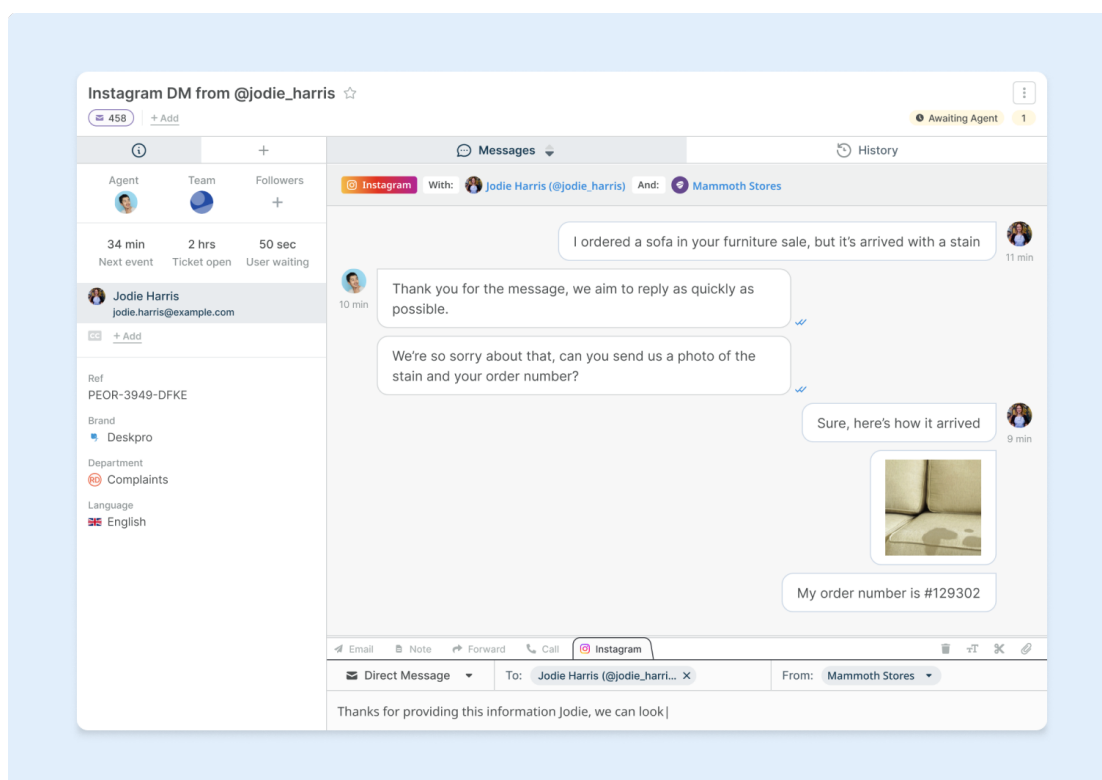 Instagram DM from @jodie_harris
458
+ Add
Awaiting Agent
1
Messages
History
Agent
Team
Followers
+
34 min
2 hrs
50 sec
Next event
Ticket open
User waiting
Jodie Harris
jodie.harris@example.com
CC
+ Add
Ref
PEOR-3949-DFKE
Brand
Deskpro
Department
RD
Complaints
Language
English
Instagram
With:
Jodie Harris (@jodie_harris)
And:
Mammoth Stores
I ordered a sofa in your furniture sale, but it's arrived with a stain
11 min
10 min
Thank you for the message, we aim to reply as quickly as
possible.
We're so sorry about that, can you send us a photo of the
stain and your order number?
Sure, here's how it arrived
9 min
My order number is #129302
Email
Note
Forward
Call
Instagram
Direct Message
To:
Jodie Harris (@jodie_harri...
From:
Mammoth Stores
Thanks for providing this information Jodie, we can look